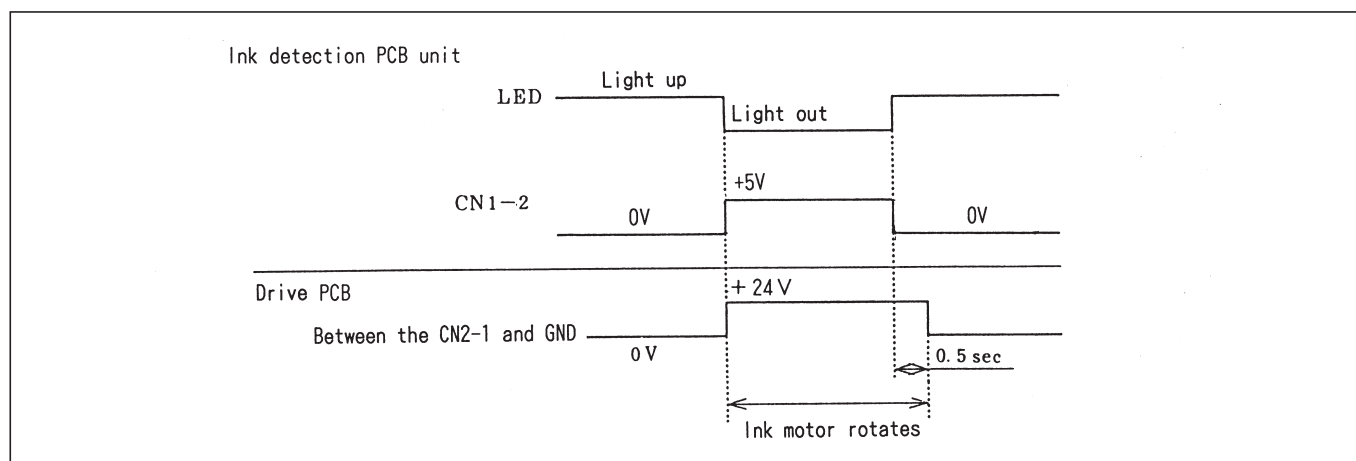 Ink detection PCB unit
Light up
LED
Light out
+5V
CN1-2
0V
0V
Drive PCB
+24V
Between the CN2-1 and GND
0V
0.5 sec
Ink motor rotates